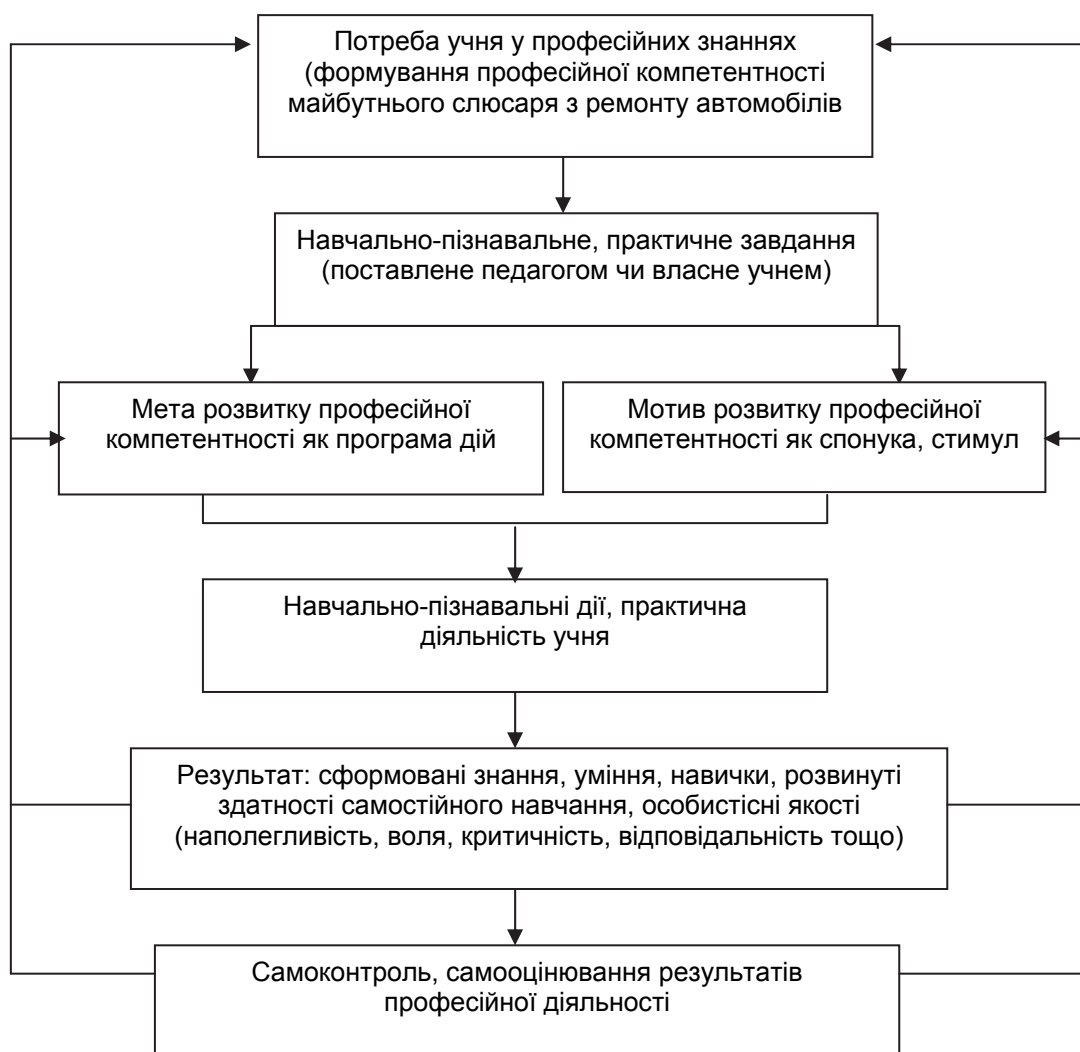 Потреба учня у професійних знаннях
(формування професійної компетентності
майбутнього слюсаря з ремонту автомобілів
Навчально-пізнавальне, практичне завдання
(поставлене педагогом чи власне учнем)
Мета розвитку професійної
компетентності як програма дій
Мотив розвитку професійної
компетентності як спонука, стимул
Навчально-пізнавальні дії, практична
діяльність учня
Результат: сформовані знання, уміння, навички, розвинуті
здатності самостійного навчання, особистісні якості
(наполегливість, воля, критичність, відповідальність тощо)
Самоконтроль, самооцінювання результатів
професійної діяльності